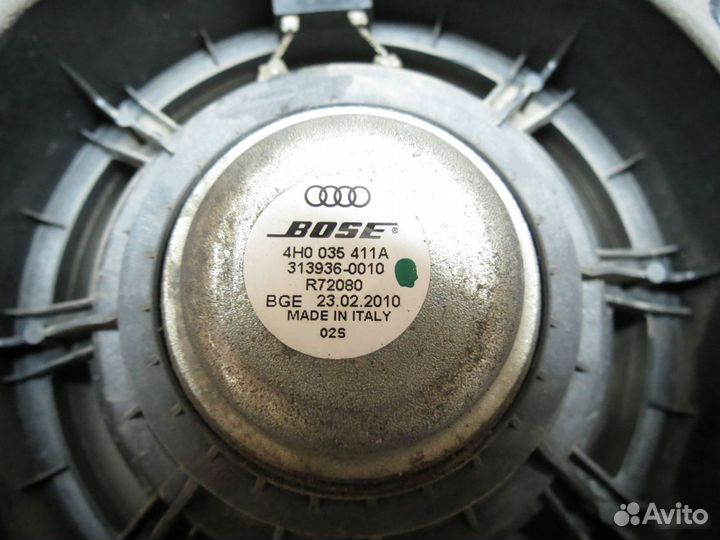 BOSE®
4H0 035 411A
313936-0010
R72080
BGE 23.02.2010
MADE IN ITALY
02S
Avito